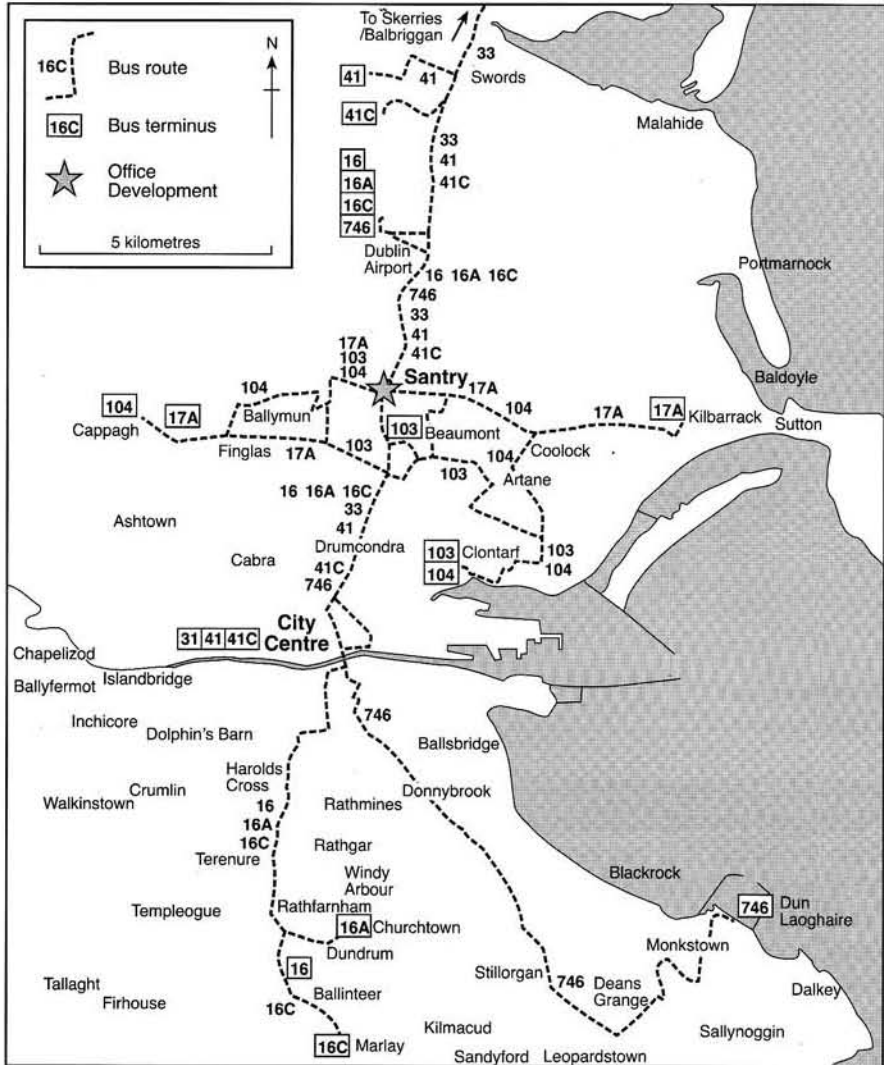 16C
Bus route
N
16C
Bus terminus
Office
Development
5 kilometres
To Skerries
/Balbriggan
33
41
41
Swords
41C
Malahide
33
41
41C
16
16A
16C
746
Dublin
Airport
Portmarnock
16 16A 16C
746
33
41
41C
17A
103
104
Santry
Baldoyle
104
104
17A
Ballymun
Cappagh
17A
104
17A
17A
Kilbarrack
Sutton
103
Beaumont
Finglas
17A
103
103
104
Coolock
Artane
16 16A 16C
33
41
Ashtown
Drumcondra
Cabra
41C
746
103
Clontarf
104
103
104
City
Centre
31 41 41C
Chapelizod
Islandbridge
Ballyfermot
Inchicore
Dolphin's Barn
746
Ballsbridge
Harolds
Cross
Crumlin
Walkinstown
Donnybrook
Rathmines
16
16A
16C
Terenure
Rathgar
Windy
Arbour
Blackrock
Templeogue
Rathfarnham
16A
Churchtown
746
Dun
Laoghaire
Dundrum
Monkstown
16
Stillorgan
746
Deans
Grange
Tallaght
Firhouse
Ballinteer
16C
Dalkey
16C
Marlay
Kilmacud
Sallynoggin
Sandyford
Leopardstown